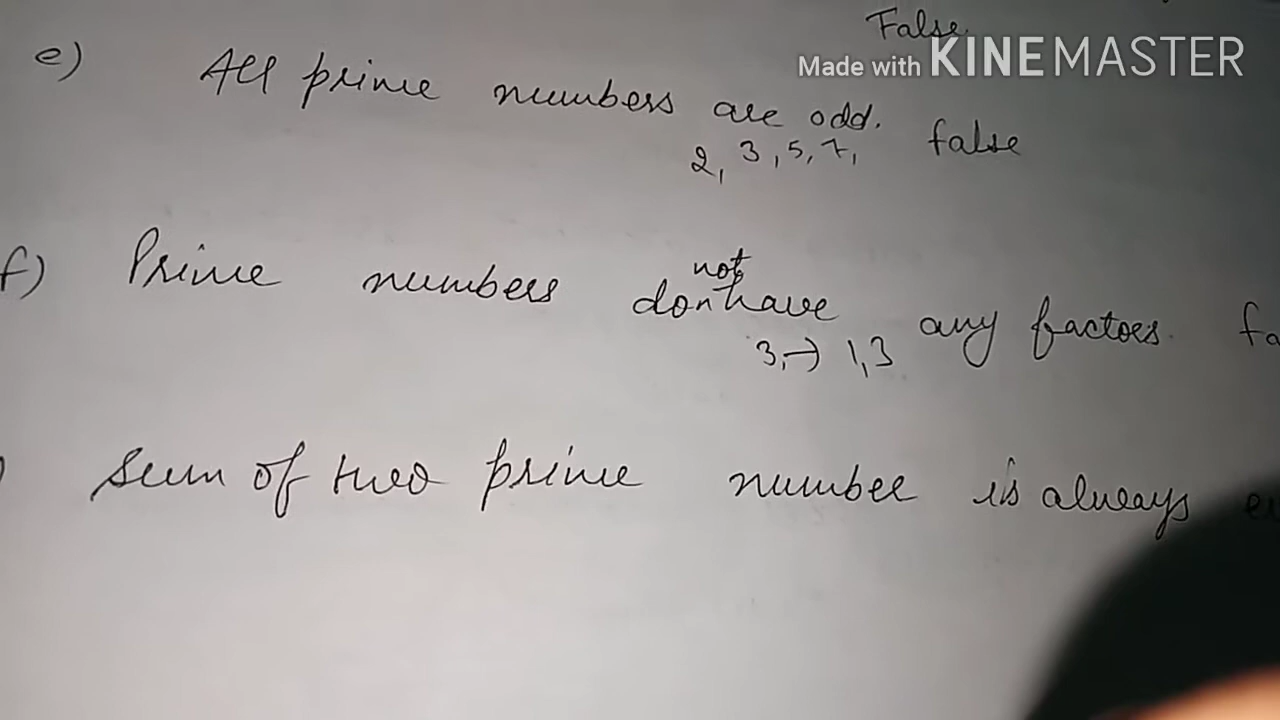 False.
Made with KINEMASTER
e) All prime numbers are odd. false
2, 3, 5, 7,
f) Prime numbers do not have any factors. fa
3, → 1, 3
) Sum of two prime number is always